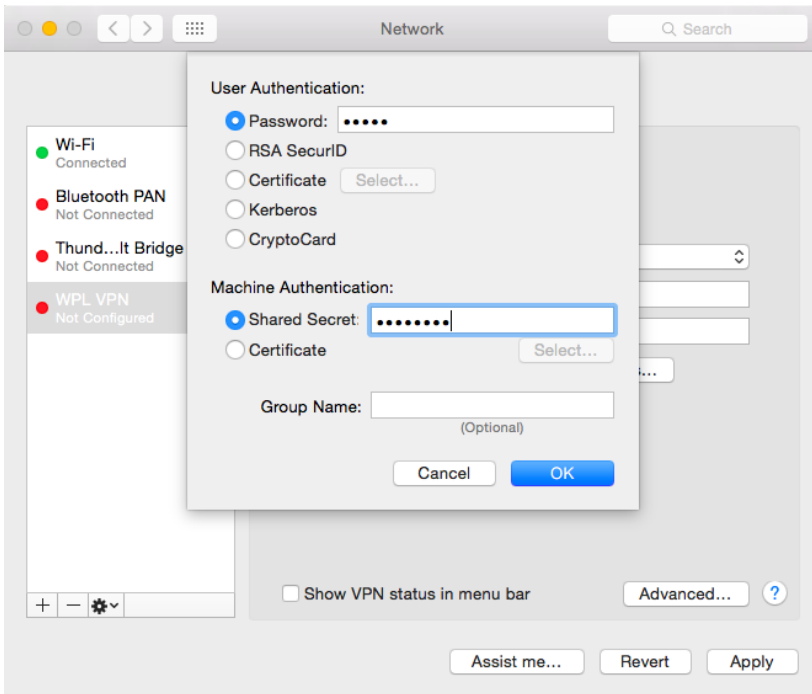 Network
Search
User Authentication:
Password: •••••
RSA SecurID
Certificate Select...
Kerberos
CryptoCard
Machine Authentication:
Shared Secret: ••••••••
Certificate Select...
Group Name:
(Optional)
Cancel OK
Wi-Fi
Connected
Bluetooth PAN
Not Connected
Thund...lt Bridge
Not Connected
WPL VPN
Not Configured
Show VPN status in menu bar
Advanced... ?
Assist me... Revert Apply